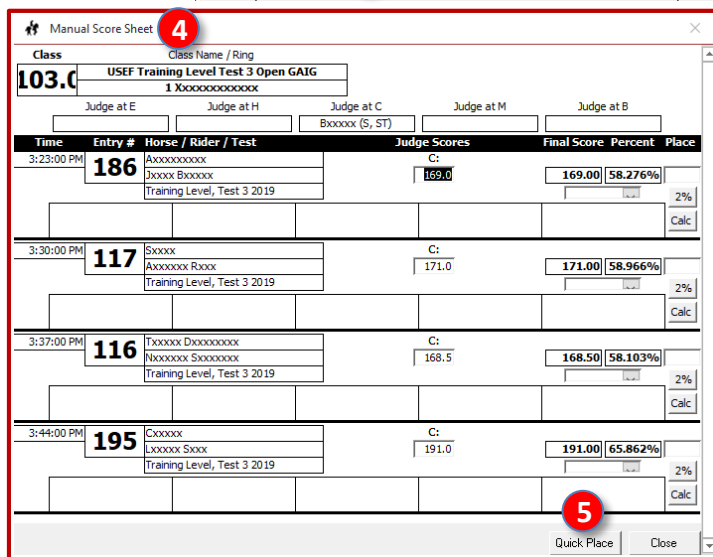 Manual Score Sheet 4
Class Class Name / Ring
103.0 USEF Training Level Test 3 Open GAIG
1 Xxxxxxxxxxxx
Judge at E Judge at H Judge at C Judge at M Judge at B
Bxxxxx (S, ST)
Time Entry # Horse / Rider / Test Judge Scores Final Score Percent Place
3:23:00 PM 186 Axxxxxxxxx C:
Jxxxx Bxxxxx 169.0 169.00 58.276%
Training Level, Test 3 2019 2%
Calc
3:30:00 PM 117 Sxxxx C:
Axxxxxx Rxxx 171.0 171.00 58.966%
Training Level, Test 3 2019 2%
Calc
3:37:00 PM 116 Txxxxx Dxxxxxxxx C:
Nxxxxxx Sxxxxxxx 168.5 168.50 58.103%
Training Level, Test 3 2019 2%
Calc
3:44:00 PM 195 Cxxxxx C:
Lxxxxx Sxxx 191.0 191.00 65.862%
Training Level, Test 3 2019 2%
Calc
5
Quick Place Close